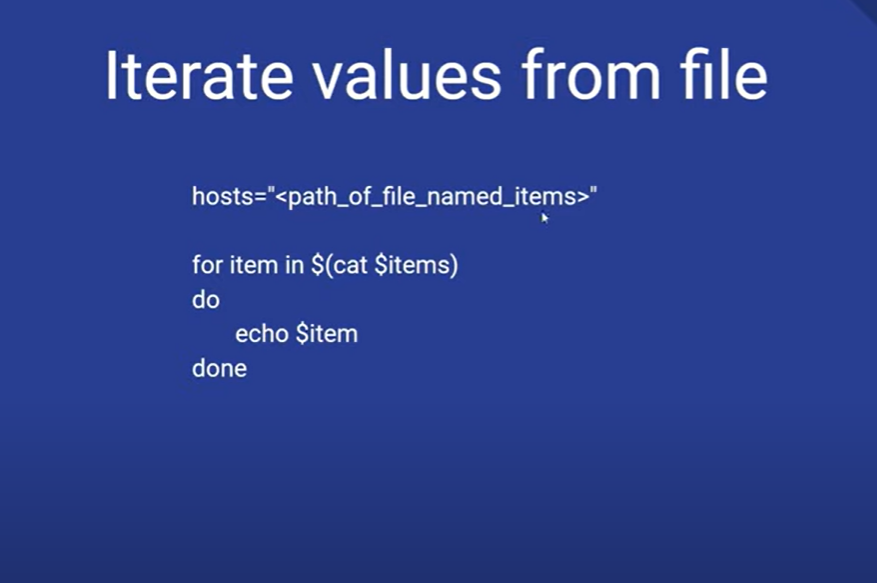 Iterate values from file
hosts="<path_of_file_named_items>"
for item in $(cat $items)
do
echo $item
done